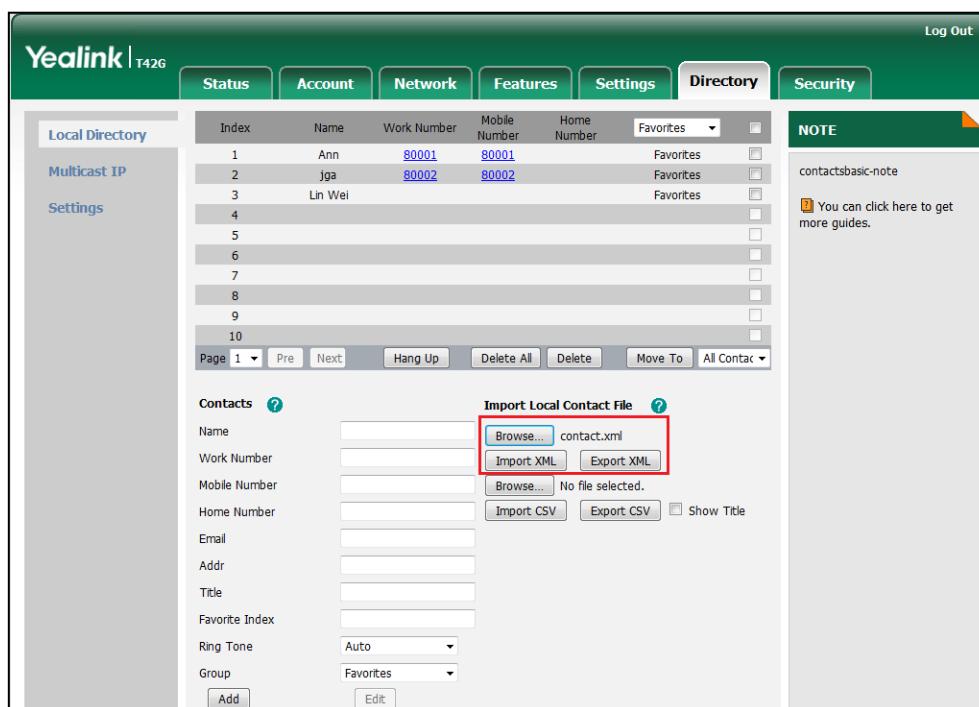 Log Out
Yealink | T42G
Status Account Network Features Settings Directory Security
Local Directory
Multicast IP
Settings
Index Name Work Number Mobile Number Home Number Favorites
1 Ann 80001 80001 Favorites
2 jga 80002 80002 Favorites
3 Lin Wei Favorites
4
5
6
7
8
9
10
Page 1 Pre Next Hang Up Delete All Delete Move To All Contac
Contacts ?
Name
Work Number
Mobile Number
Home Number
Email
Addr
Title
Favorite Index
Ring Tone Auto
Group Favorites
Add Edit
Import Local Contact File ?
Browse... contact.xml
Import XML Export XML
Browse... No file selected.
Import CSV Export CSV Show Title
NOTE
contactsbasic-note
? You can click here to get
more guides.